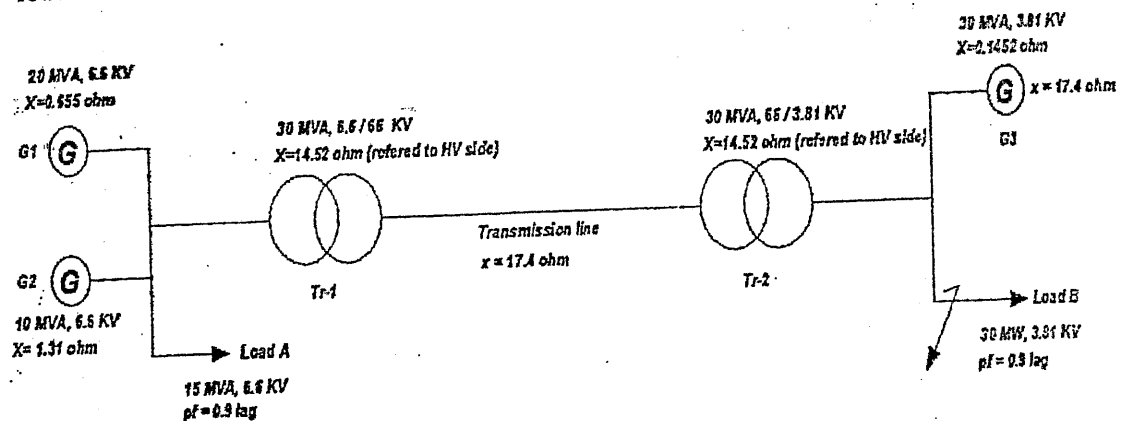 30 MVA, 3.81 KV
X=0.1452 ohm
G
x = 17.4 ohm
G3
20 MVA, 6.6 KV
X=0.655 ohm
G1
G
30 MVA, 6.6/66 KV
X=14.52 ohm (refered to HV side)
30 MVA, 66/3.81 KV
X=14.52 ohm (refered to HV side)
Transmission line
x = 17.4 ohm
Tr-1
Tr-2
G2
G
10 MVA, 6.6 KV
X= 1.31 ohm
Load A
15 MVA, 6.6 KV
pf = 0.9 lag
Load B
30 MW, 3.81 KV
pf = 0.9 lag